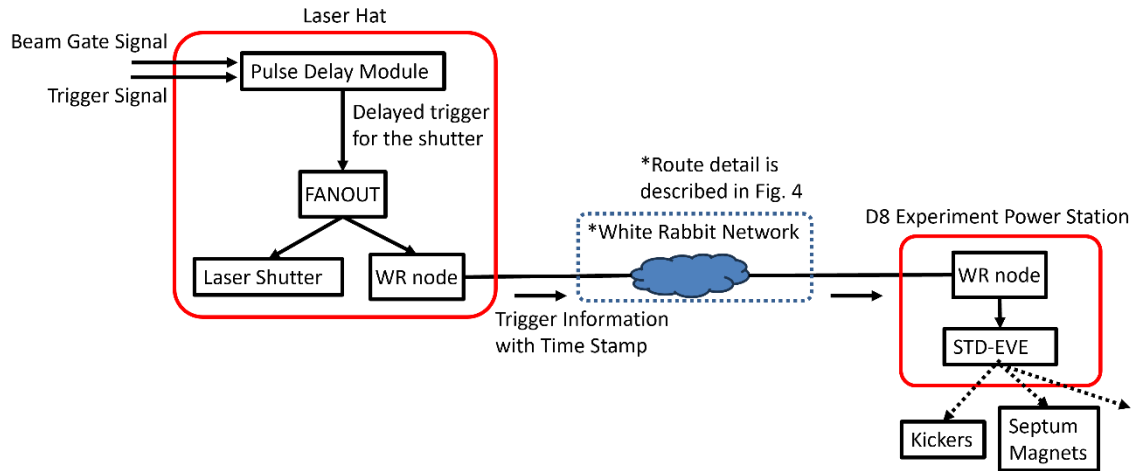 Laser Hat
Beam Gate Signal
Trigger Signal
Pulse Delay Module
Delayed trigger
for the shutter
FANOUT
Laser Shutter
WR node
*Route detail is
described in Fig. 4
*White Rabbit Network
Trigger Information
with Time Stamp
D8 Experiment Power Station
WR node
STD-EVE
Kickers
Septum
Magnets